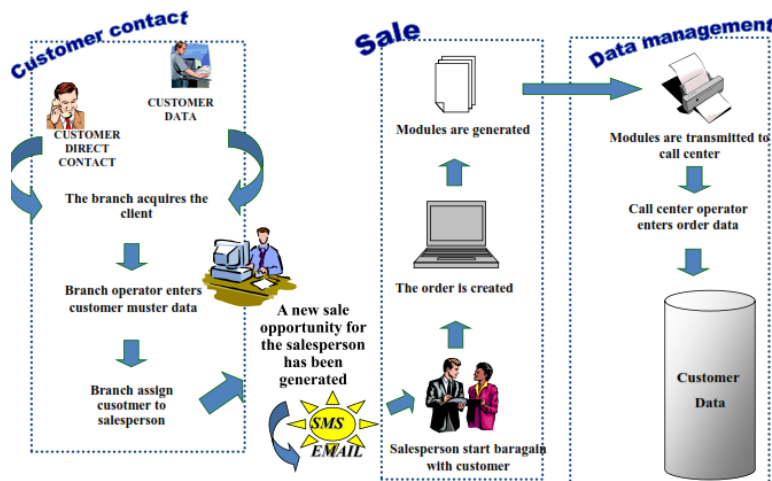 Customer contact
CUSTOMER
DATA
CUSTOMER
DIRECT
CONTACT
The branch acquires the
client
Branch operator enters
customer muster data
Branch assign
cusotmer to
salesperson
A new sale
opportunity for
the salesperson
has been
generated
SMS
EMAIL
Sale
Modules are generated
The order is created
Salesperson start baragain
with customer
Data management
Modules are transmitted to
call center
Call center operator
enters order data
Customer
Data